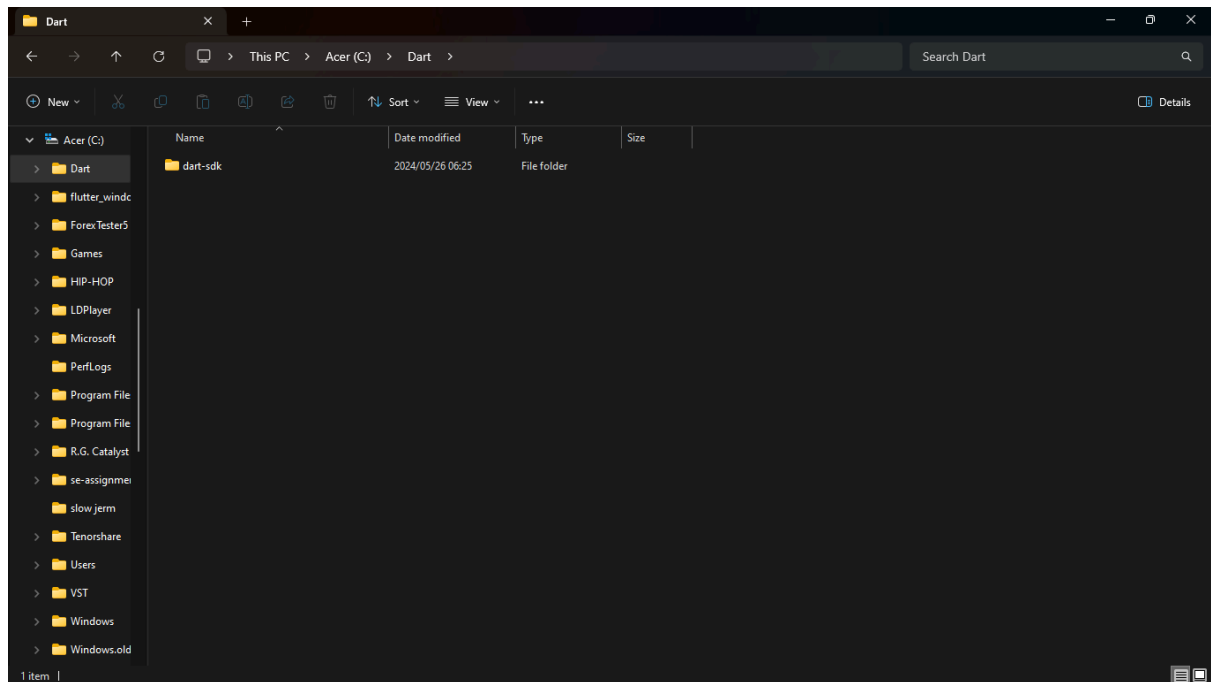 Dart
This PC > Acer (C:) > Dart >
Search Dart
New
Sort
View
Details
Acer (C:)
Dart
flutter_windc
ForexTester5
Games
HIP-HOP
LDPlayer
Microsoft
PerfLogs
Program File
Program File
R.G. Catalyst
se-assignmer
slow jerm
Tenorshare
Users
VST
Windows
Windows.old
Name Date modified Type Size
dart-sdk 2024/05/26 06:25 File folder
1 item